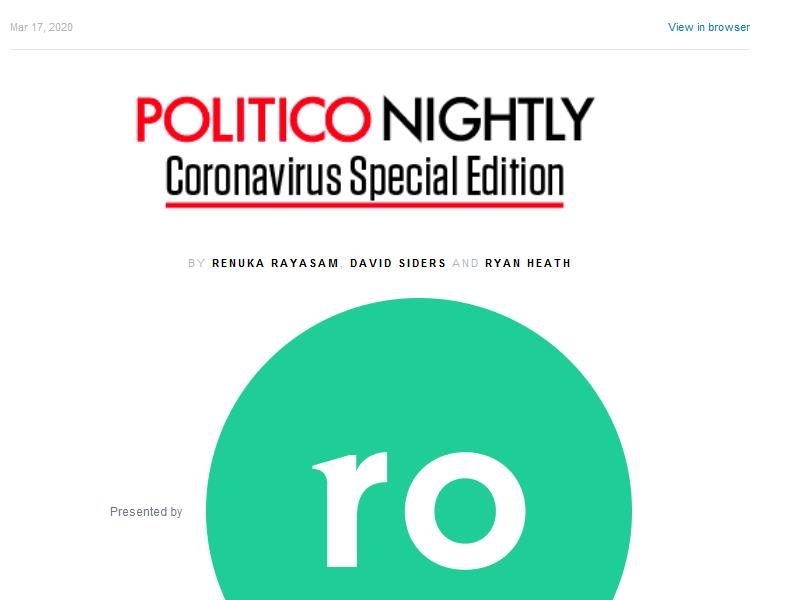 Mar 17, 2020
View in browser
POLITICO NIGHTLY
Coronavirus Special Edition
BY RENUKA RAYASAM, DAVID SIDERS AND RYAN HEATH
ro
Presented by